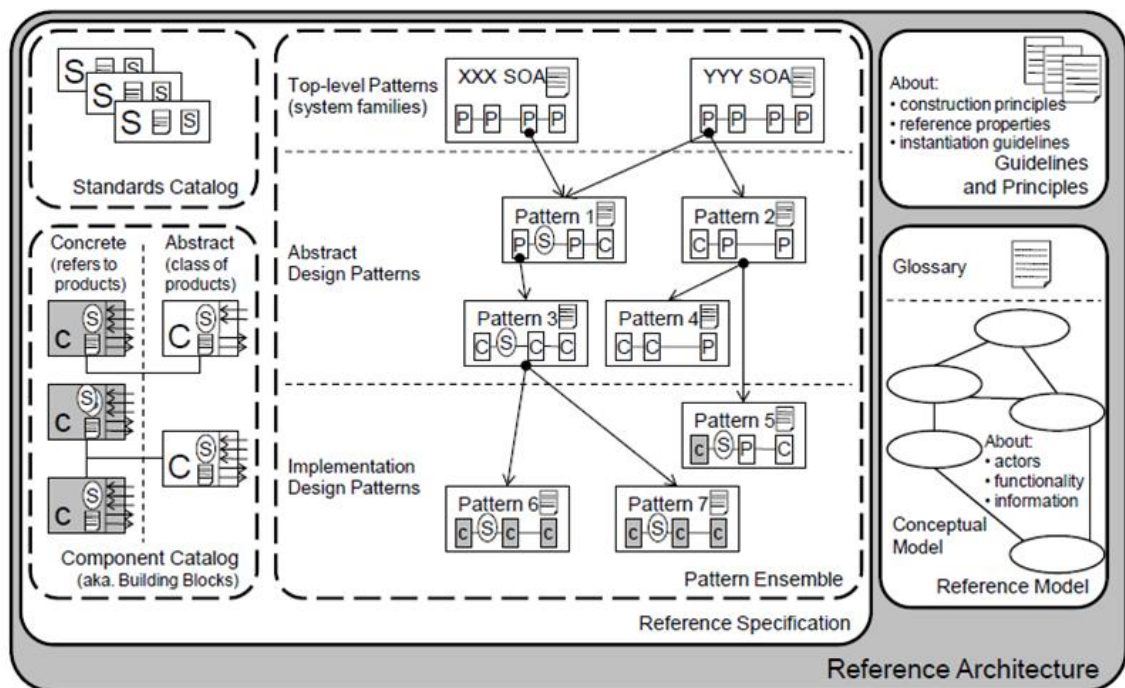 S S
S S
S S
Standards Catalog
Concrete
(refers to
products)
Abstract
(class of
products)
C S
C S
C S
C S
C S
Component Catalog
(aka. Building Blocks)
Top-level Patterns
(system families)
XXX SOA
P P P P
YYY SOA
P P P P
Abstract
Design Patterns
Pattern 1
P S P C
Pattern 2
C P P
Pattern 3
C S C C
Pattern 4
C C P
Implementation
Design Patterns
Pattern 5
c S P C
Pattern 6
c S c c
Pattern 7
c S c c
Pattern Ensemble
Reference Specification
About:
• construction principles
• reference properties
• instantiation guidelines
Guidelines
and Principles
Glossary
About:
• actors
• functionality
• information
Conceptual
Model
Reference Model
Reference Architecture